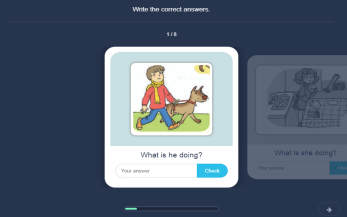 Write the correct answers.
1 / 8
What is he doing?
Your answer
Check
What is she doing?
Your answer